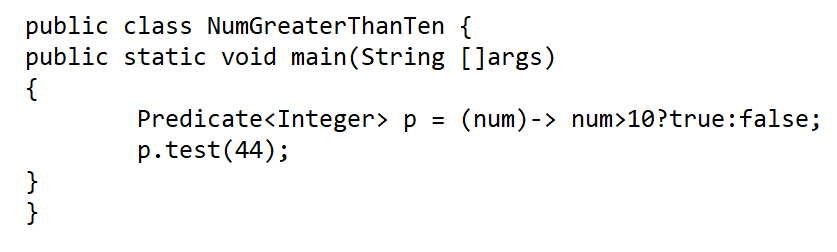 public class NumGreaterThanTen {
public static void main(String []args)
{
Predicate<Integer> p = (num)-> num>10?true:false;
p.test(44);
}
}